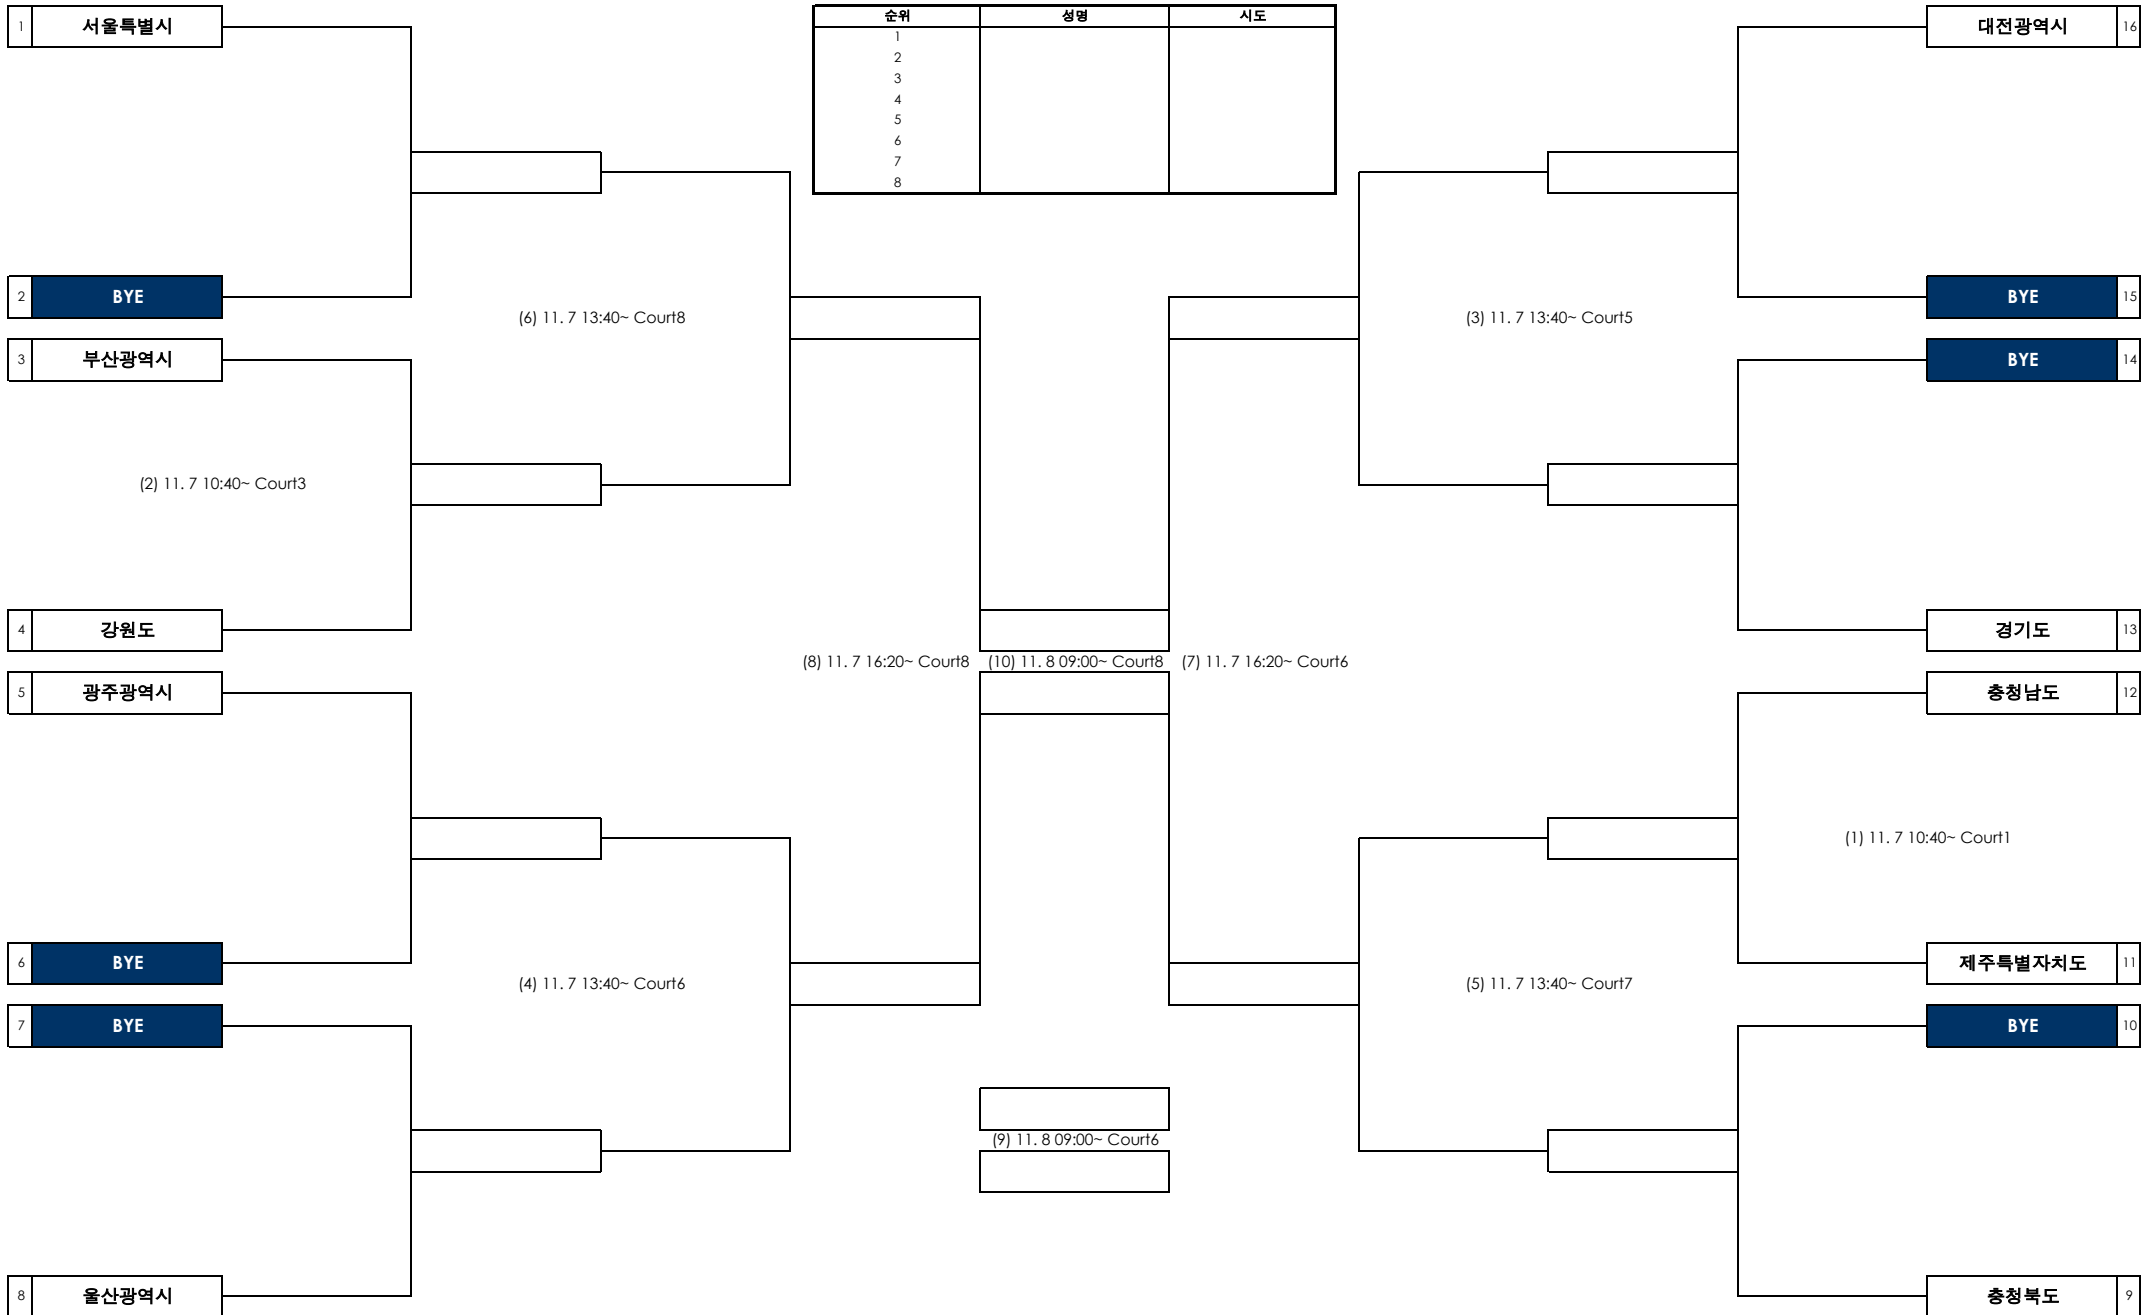 1 서울특별시
순위 성명 시도
대전광역시 16
1
2
3
4
5
6
7
8
2 BYE
BYE 15
(6) 11. 7 13:40~ Court8
(3) 11. 7 13:40~ Court5
3 부산광역시
BYE 14
(2) 11. 7 10:40~ Court3
4 강원도
경기도 13
(8) 11. 7 16:20~ Court8
(10) 11. 8 09:00~ Court8
(7) 11. 7 16:20~ Court6
5 광주광역시
충청남도 12
(1) 11. 7 10:40~ Court1
6 BYE
제주특별자치도 11
(4) 11. 7 13:40~ Court6
(5) 11. 7 13:40~ Court7
7 BYE
BYE 10
(9) 11. 8 09:00~ Court6
8 울산광역시
충청북도 9